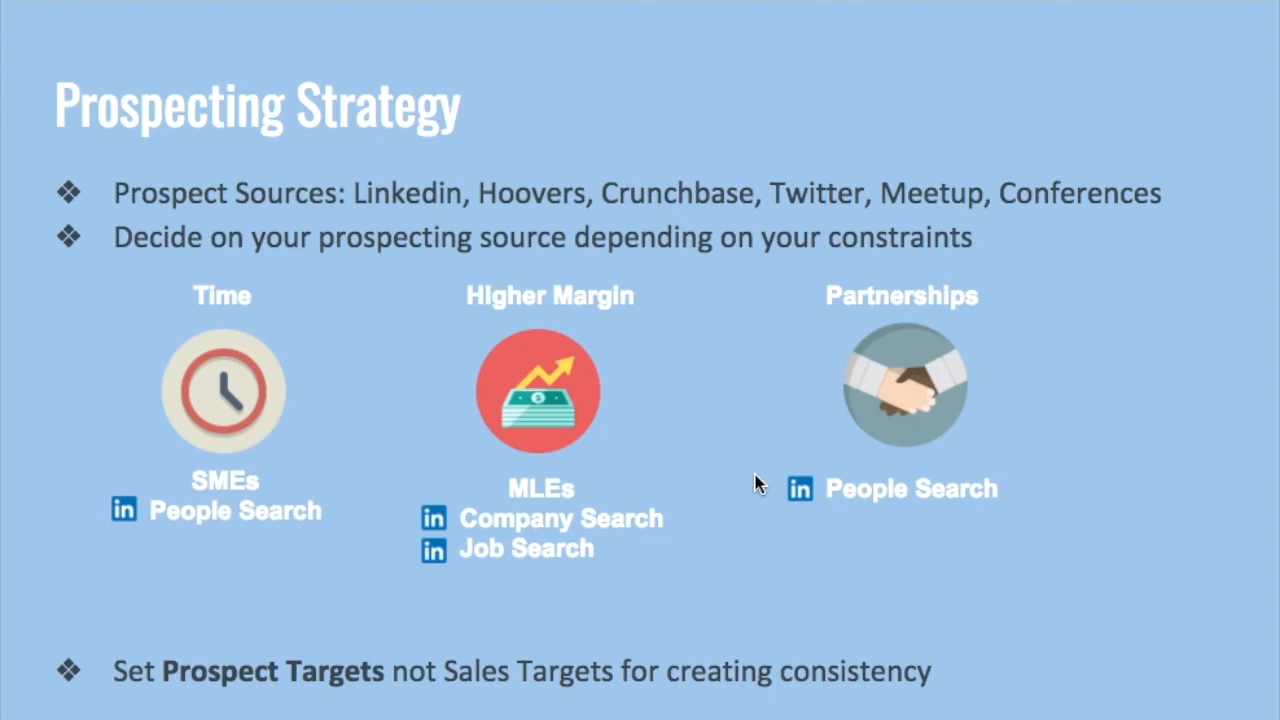 Prospecting Strategy
❖ Prospect Sources: Linkedin, Hoovers, Crunchbase, Twitter, Meetup, Conferences
❖ Decide on your prospecting source depending on your constraints
Time
Higher Margin
Partnerships
$
SMEs
in People Search
MLEs
in Company Search
in Job Search
in People Search
❖ Set Prospect Targets not Sales Targets for creating consistency